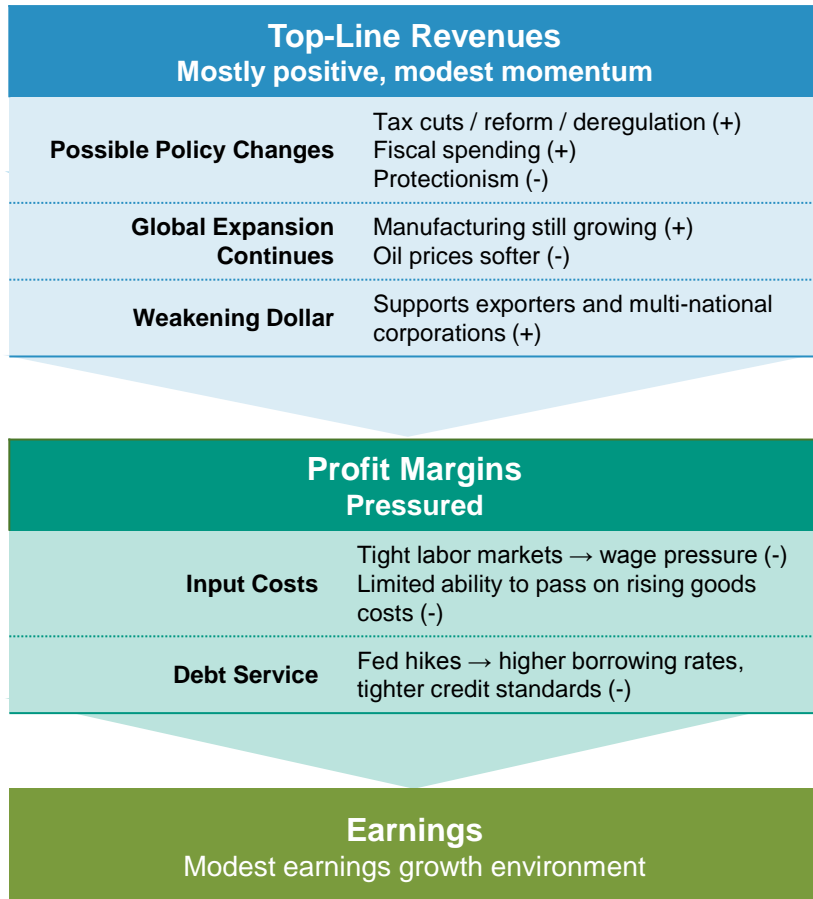 Top-Line Revenues
Mostly positive, modest momentum
Possible Policy Changes
Tax cuts / reform / deregulation (+)
Fiscal spending (+)
Protectionism (-)
Global Expansion
Continues
Manufacturing still growing (+)
Oil prices softer (-)
Weakening Dollar
Supports exporters and multi-national
corporations (+)
Profit Margins
Pressured
Input Costs
Tight labor markets → wage pressure (-)
Limited ability to pass on rising goods
costs (-)
Debt Service
Fed hikes → higher borrowing rates,
tighter credit standards (-)
Earnings
Modest earnings growth environment